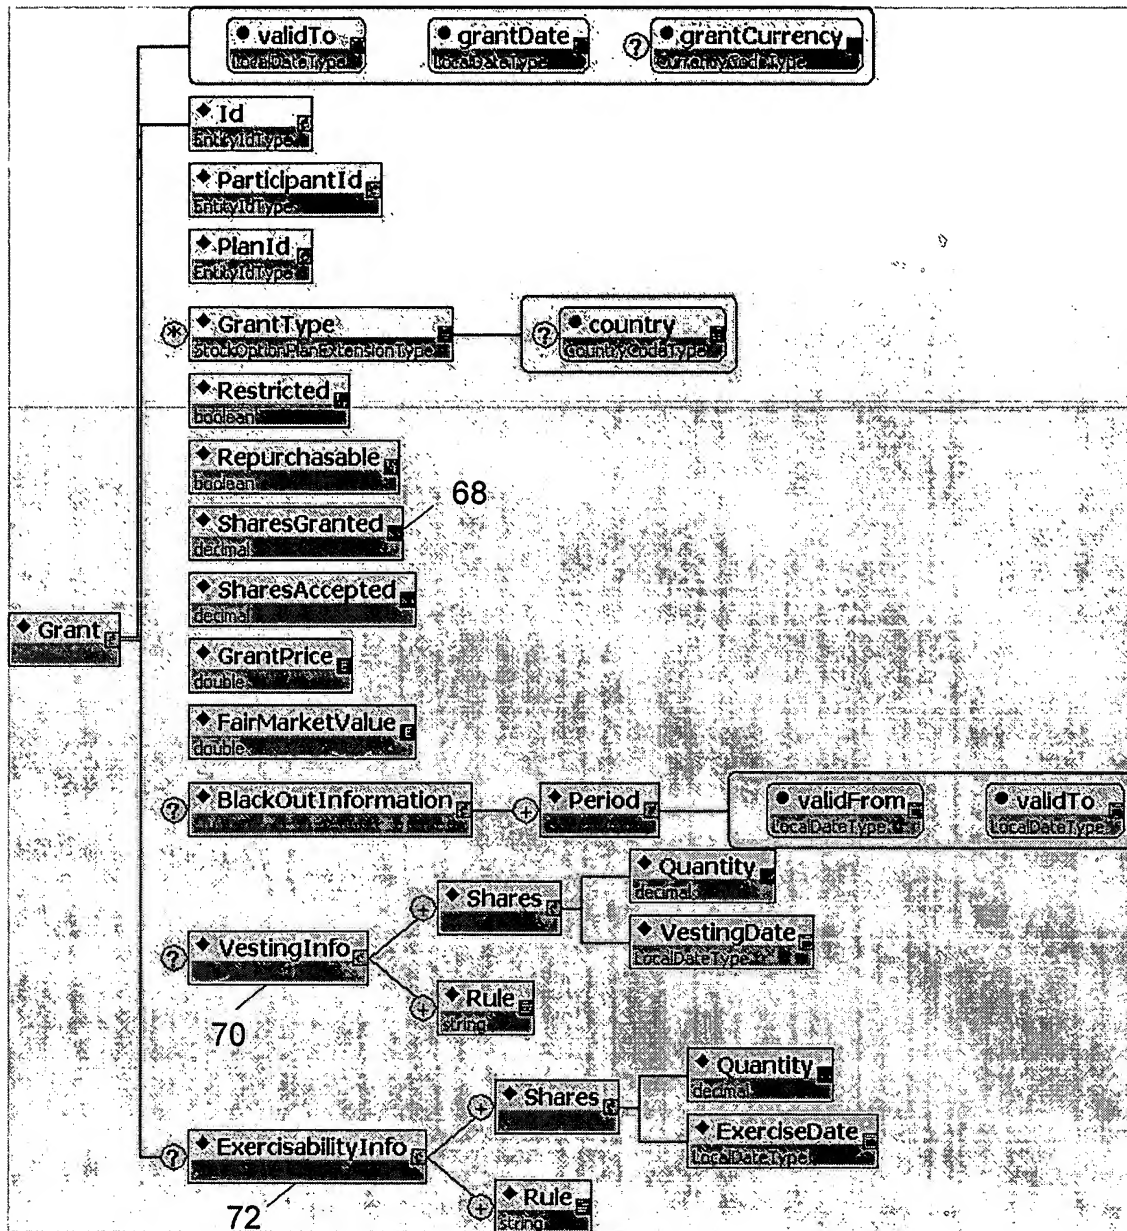 validTo grantDate ? grantCurrency
LocalDateType LocalDateType CurrencyCodeType
Id
EntityIdType
ParticipantId
EntityIdType
PlanId
EntityIdType
* GrantType ? country
StockOptionPlanExtensionType CountryCodeType
Restricted
boolean
Repurchasable
boolean
68
SharesGranted
decimal
SharesAccepted
decimal
Grant
GrantPrice
double
FairMarketValue
double
? BlackOutInformation + Period validFrom validTo
LocalDateType LocalDateType
Quantity
decimal
+ Shares
VestingDate
LocalDateType
? VestingInfo
+ Rule
string
70
Quantity
decimal
+ Shares
ExerciseDate
LocalDateType
? ExercisabilityInfo
+ Rule
string
72